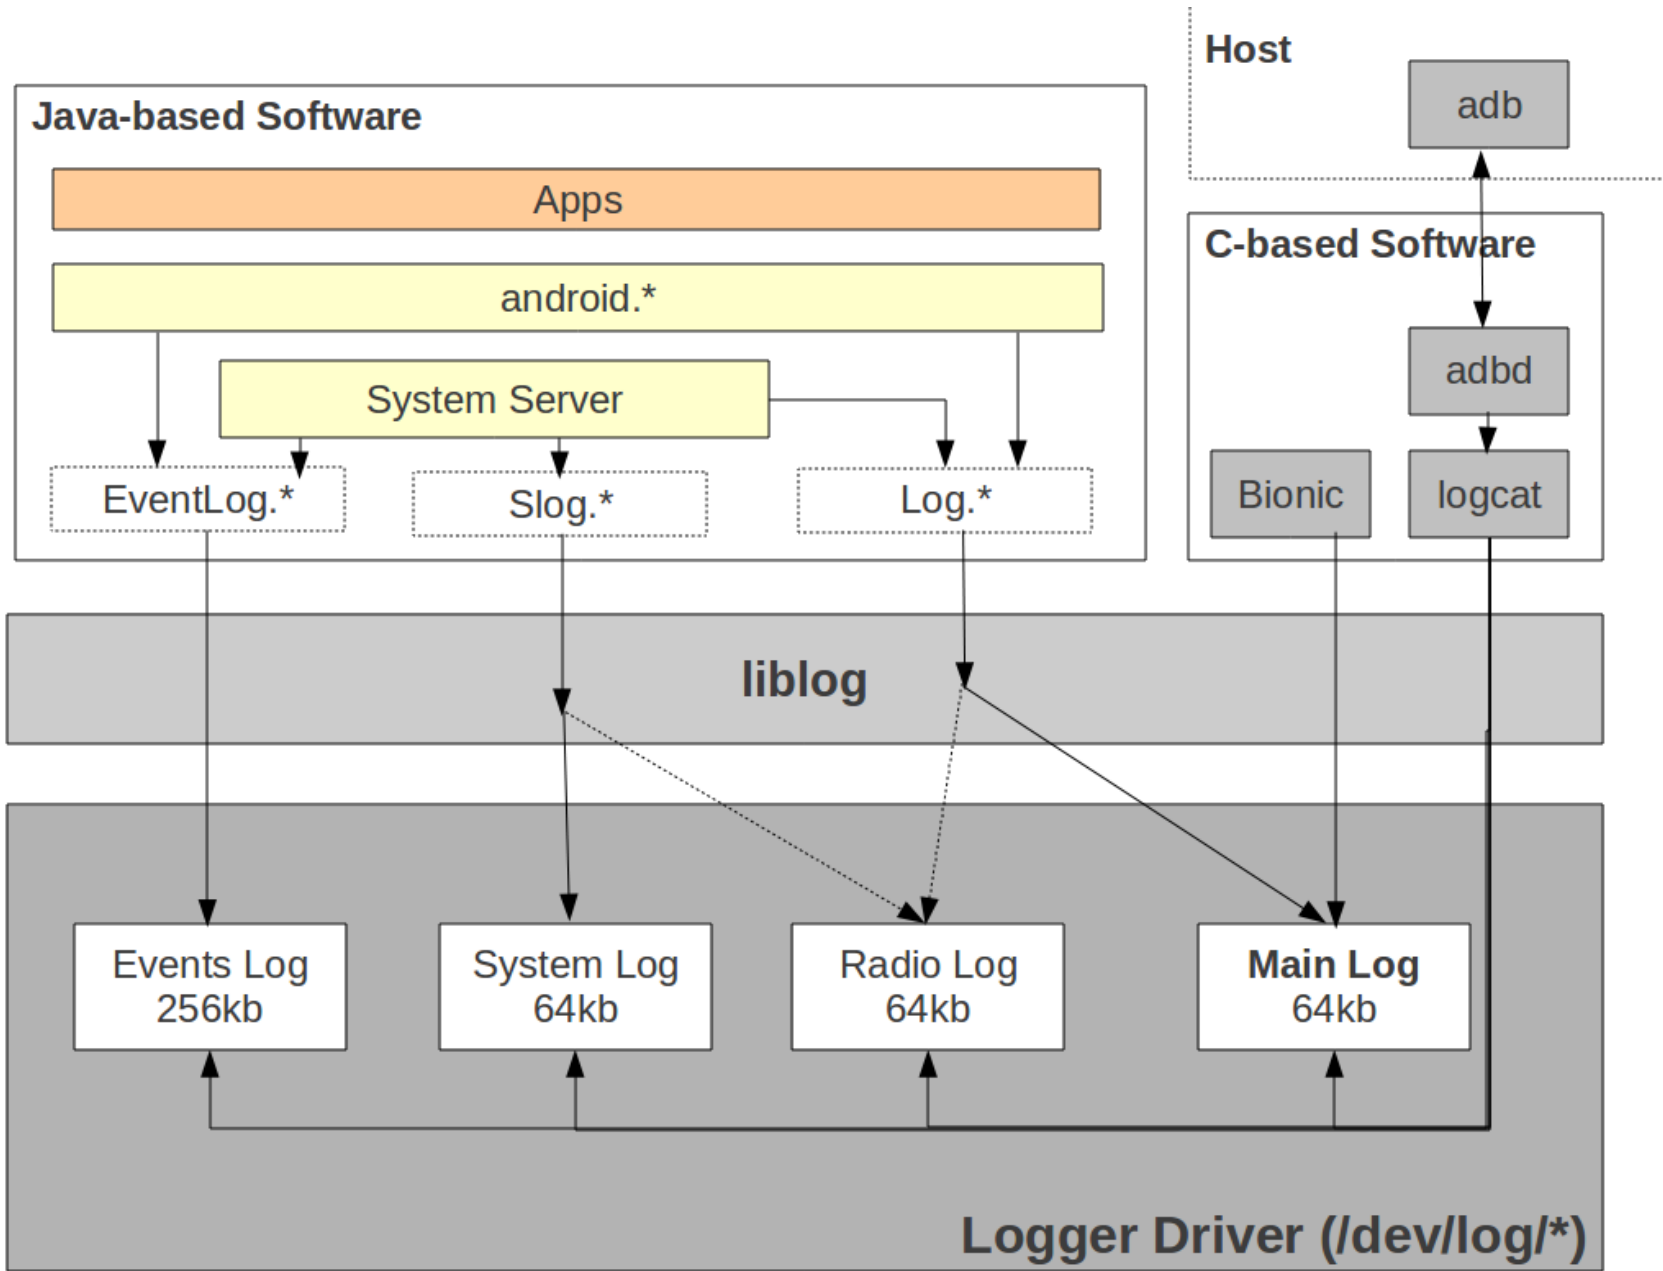 Host
adb
Java-based Software
Apps
android.*
System Server
EventLog.*
Slog.*
Log.*
C-based Software
adbd
Bionic
logcat
liblog
Events Log
256kb
System Log
64kb
Radio Log
64kb
Main Log
64kb
Logger Driver (/dev/log/*)